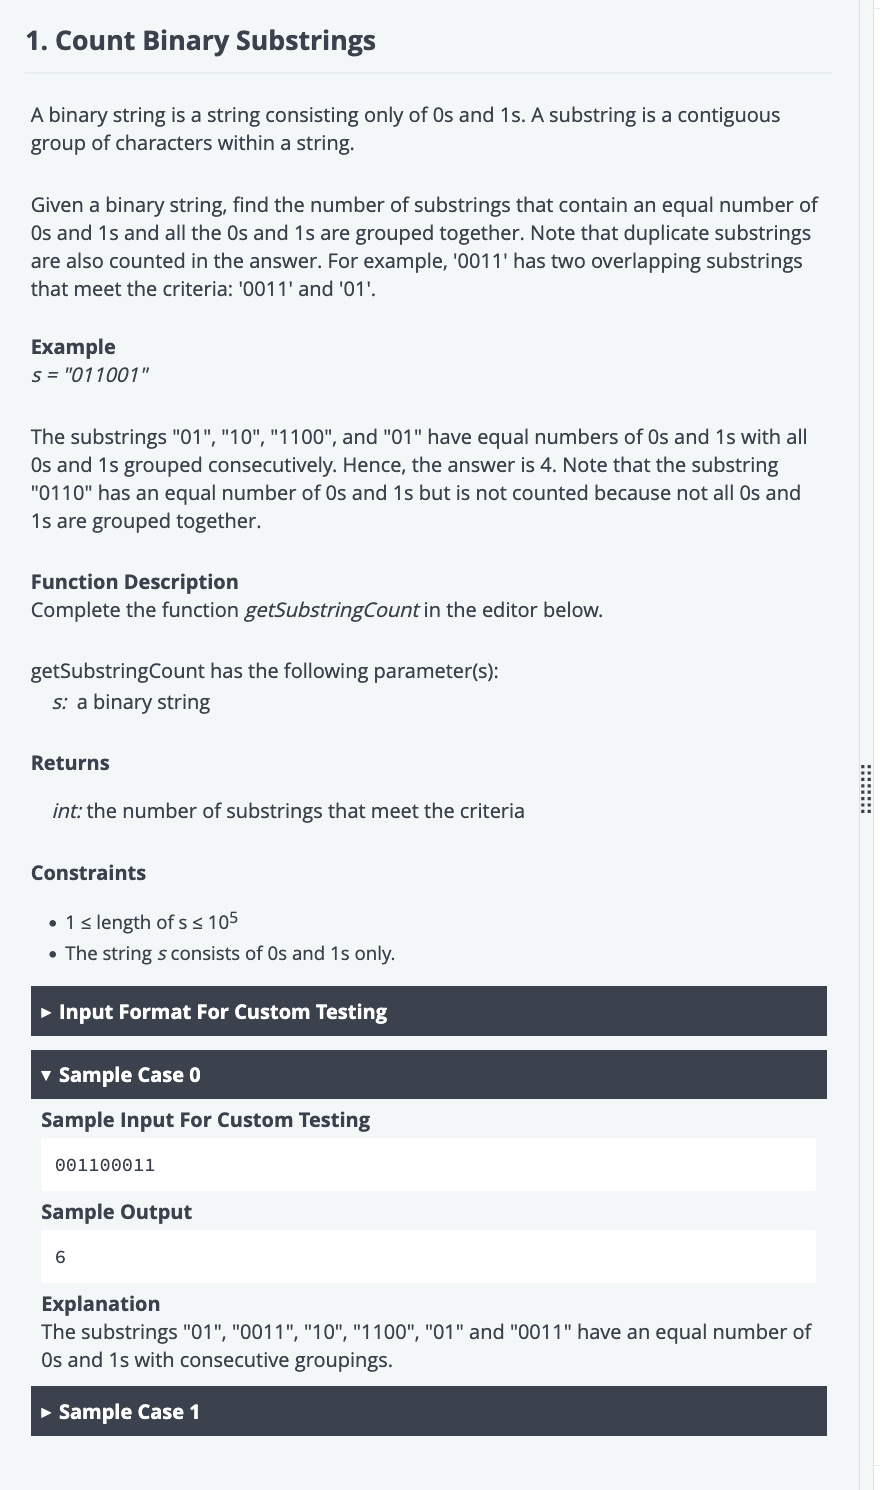 1. Count Binary Substrings
A binary string is a string consisting only of 0s and 1s. A substring is a contiguous
group of characters within a string.
Given a binary string, find the number of substrings that contain an equal number of
0s and 1s and all the 0s and 1s are grouped together. Note that duplicate substrings
are also counted in the answer. For example, '0011' has two overlapping substrings
that meet the criteria: '0011' and '01'.
Example
s = "011001"
The substrings "01", "10", "1100", and "01" have equal numbers of 0s and 1s with all
0s and 1s grouped consecutively. Hence, the answer is 4. Note that the substring
"0110" has an equal number of 0s and 1s but is not counted because not all 0s and
1s are grouped together.
Function Description
Complete the function getSubstringCount in the editor below.
getSubstringCount has the following parameter(s):
s: a binary string
Returns
int: the number of substrings that meet the criteria
Constraints
• 1 ≤ length of s ≤ 10⁵
• The string s consists of 0s and 1s only.
▸ Input Format For Custom Testing
▾ Sample Case 0
Sample Input For Custom Testing
001100011
Sample Output
6
Explanation
The substrings "01", "0011", "10", "1100", "01" and "0011" have an equal number of
0s and 1s with consecutive groupings.
▸ Sample Case 1